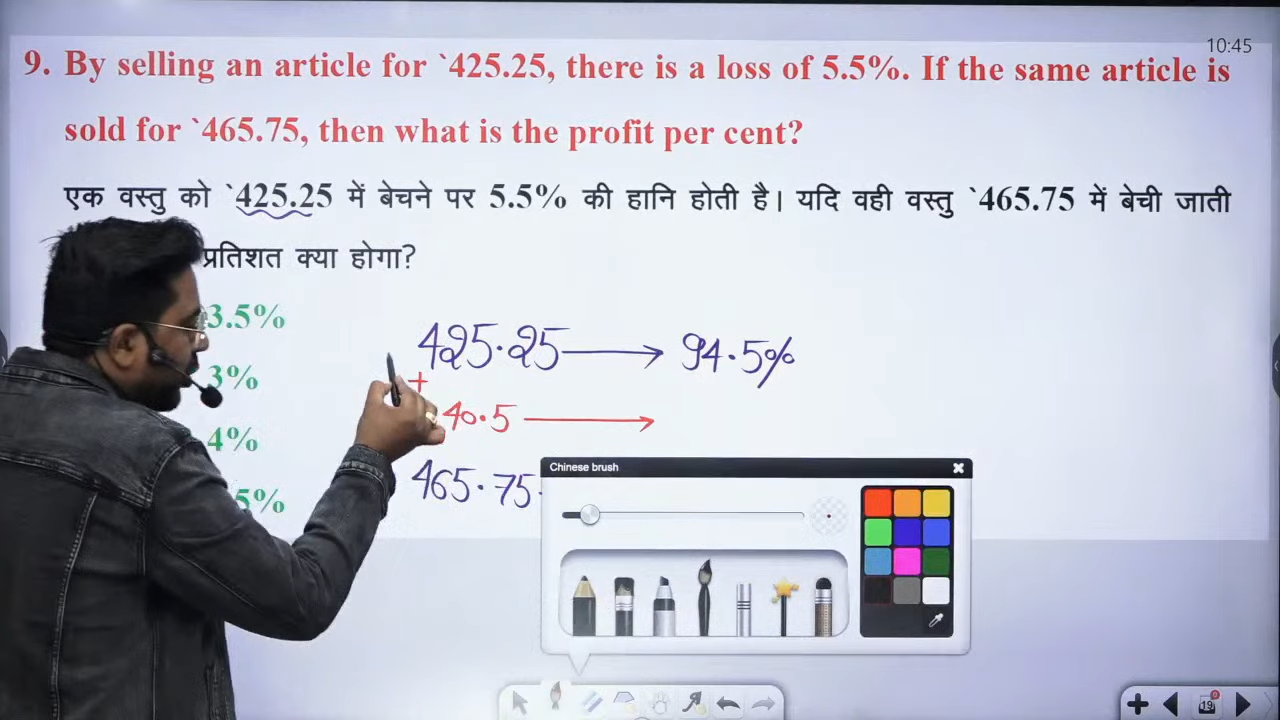 10:45
9. By selling an article for `425.25, there is a loss of 5.5%. If the same article is
sold for `465.75, then what is the profit per cent?
एक वस्तु को `425.25 में बेचने पर 5.5% की हानि होती है। यदि वही वस्तु `465.75 में बेची जाती
प्रतिशत क्या होगा?
3.5%
3%
4%
5%
425.25 → 94.5%
+
40.5 →
465.75
Chinese brush
19